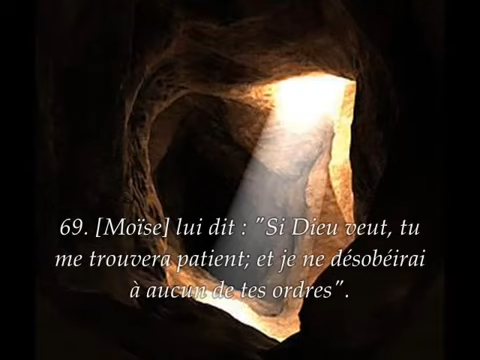 69. [Moïse] lui dit : "Si Dieu veut, tu
me trouvera patient; et je ne désobéirai
à aucun de tes ordres".